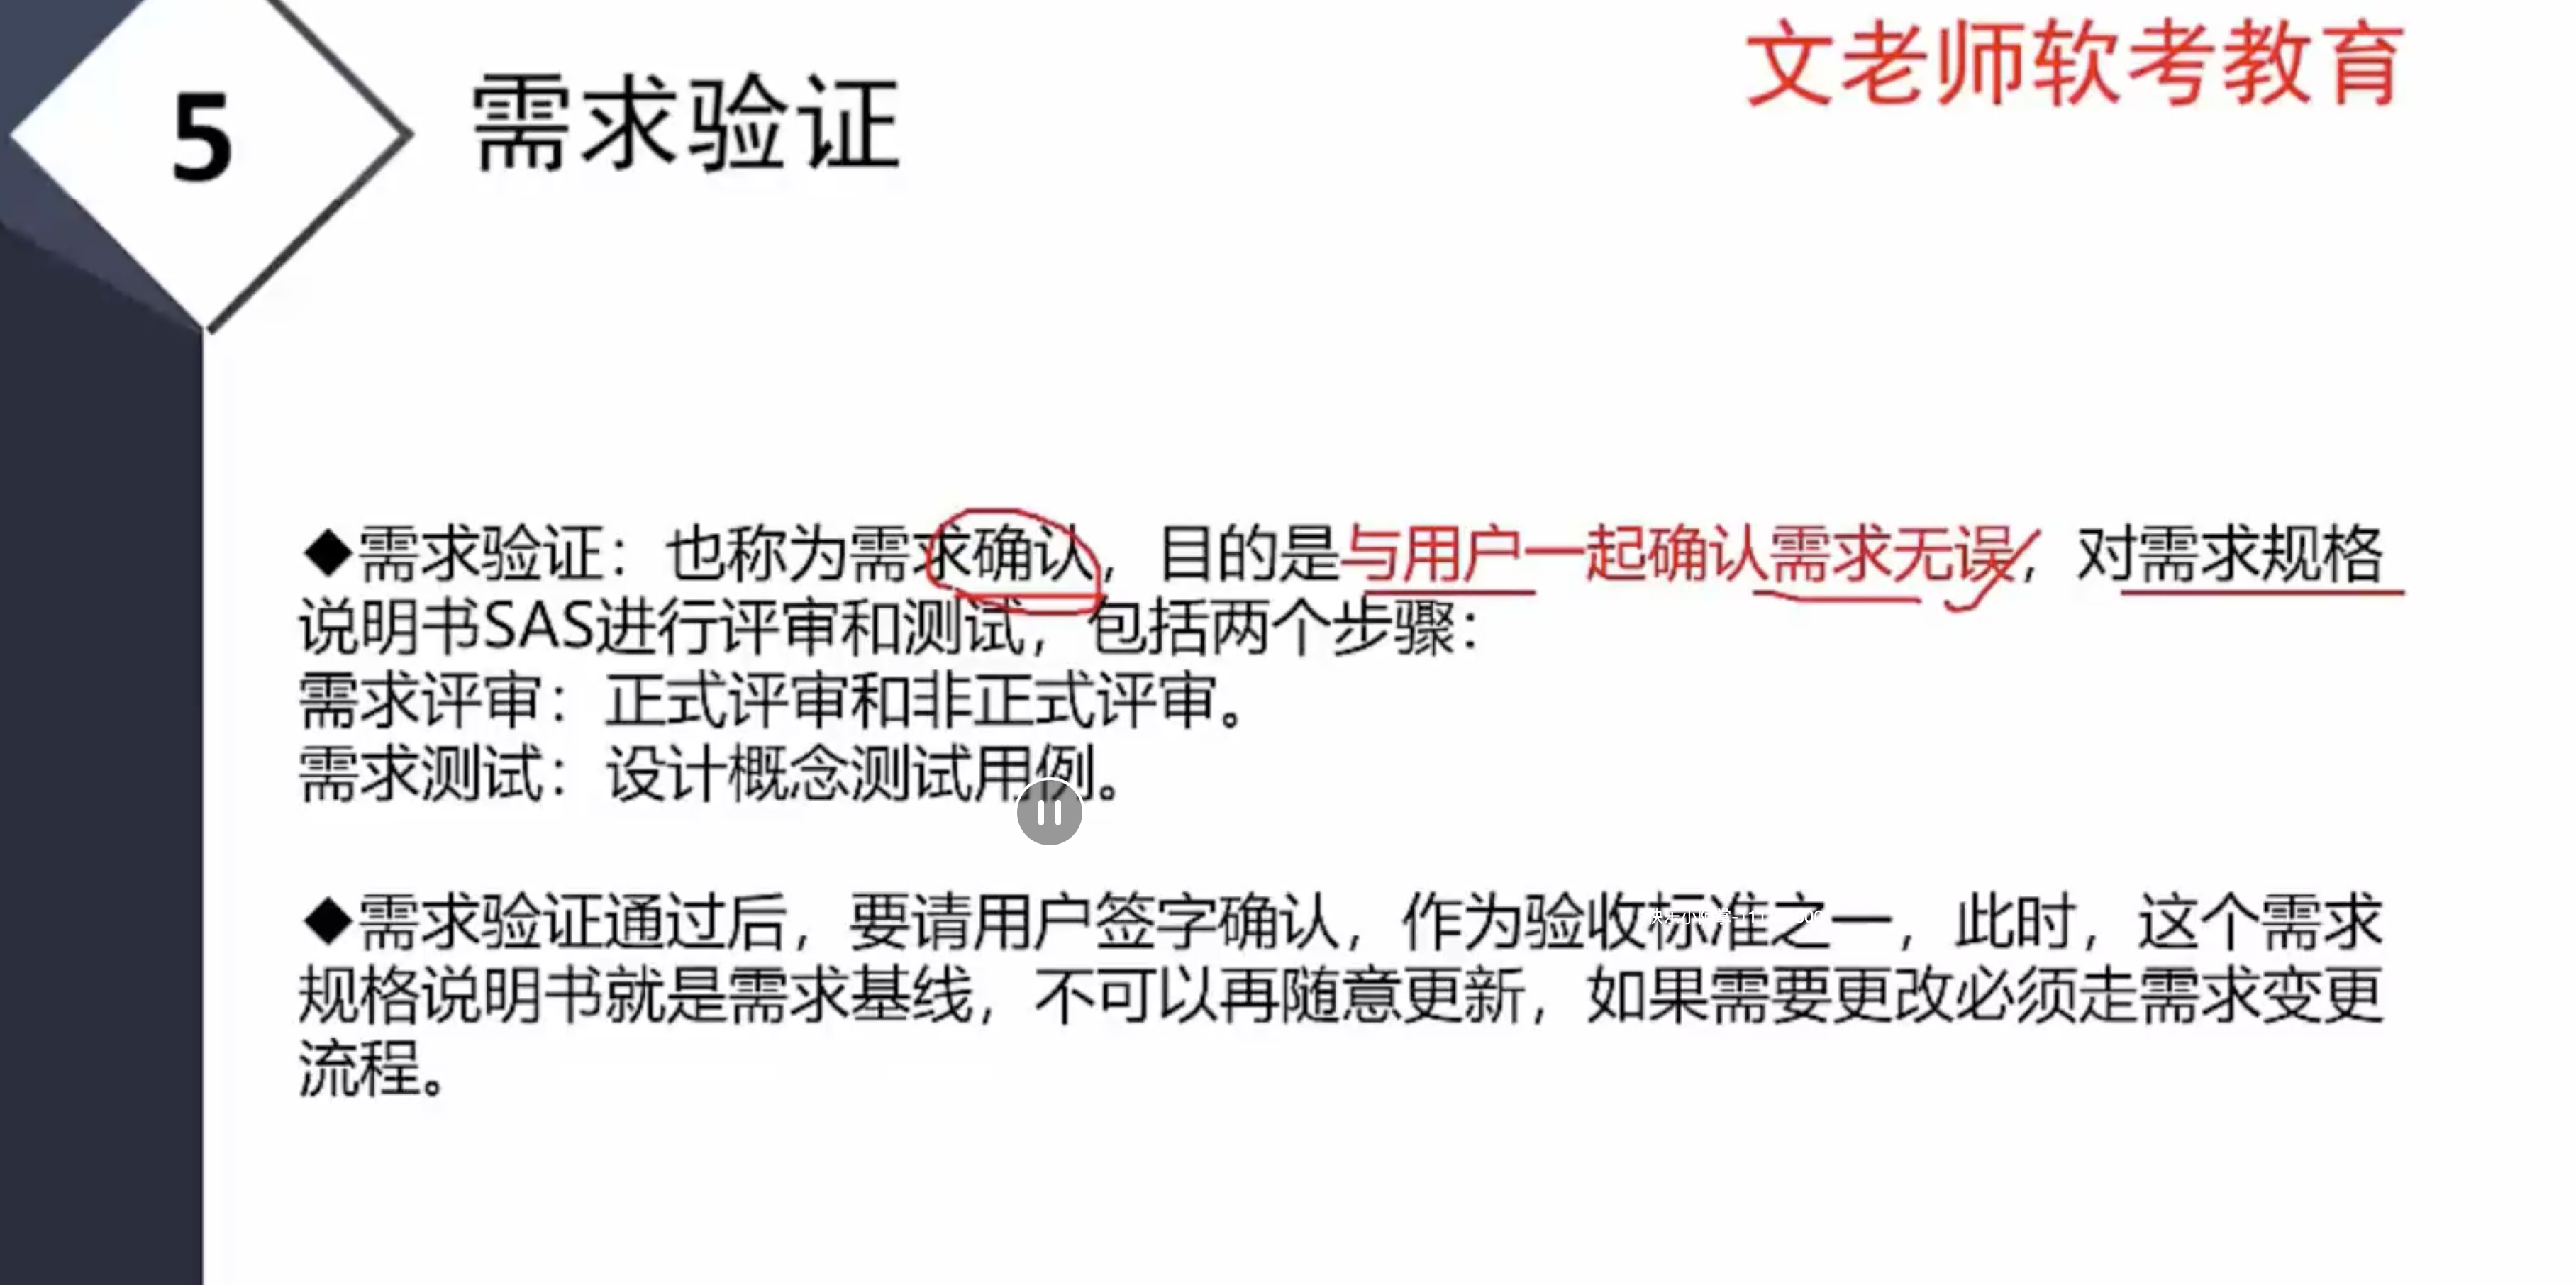 文老师软考教育
5
需求验证
◆需求验证：也称为需求确认，目的是与用户一起确认需求无误，对需求规格
说明书SAS进行评审和测试，包括两个步骤：
需求评审：正式评审和非正式评审。
需求测试：设计概念测试用例。
◆需求验证通过后，要请用户签字确认，作为验收标准之一，此时，这个需求
规格说明书就是需求基线，不可以再随意更新，如果需要更改必须走需求变更
流程。